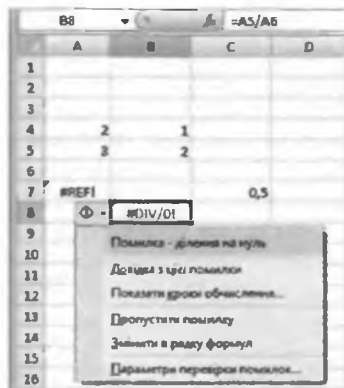 B8 =A5/A6
A B C D
1
2
3
4 2 1
5 3 2
6
7 #REF! 0,5
8 #DIV/0!
9
Помилка - ділення на нуль
10
11 Довідка з цієї помилки
12 Показати кроки обчислення...
13 Пропустити помилку
14 Змінити в рядку формул
15
16 Параметри перевірки помилок...